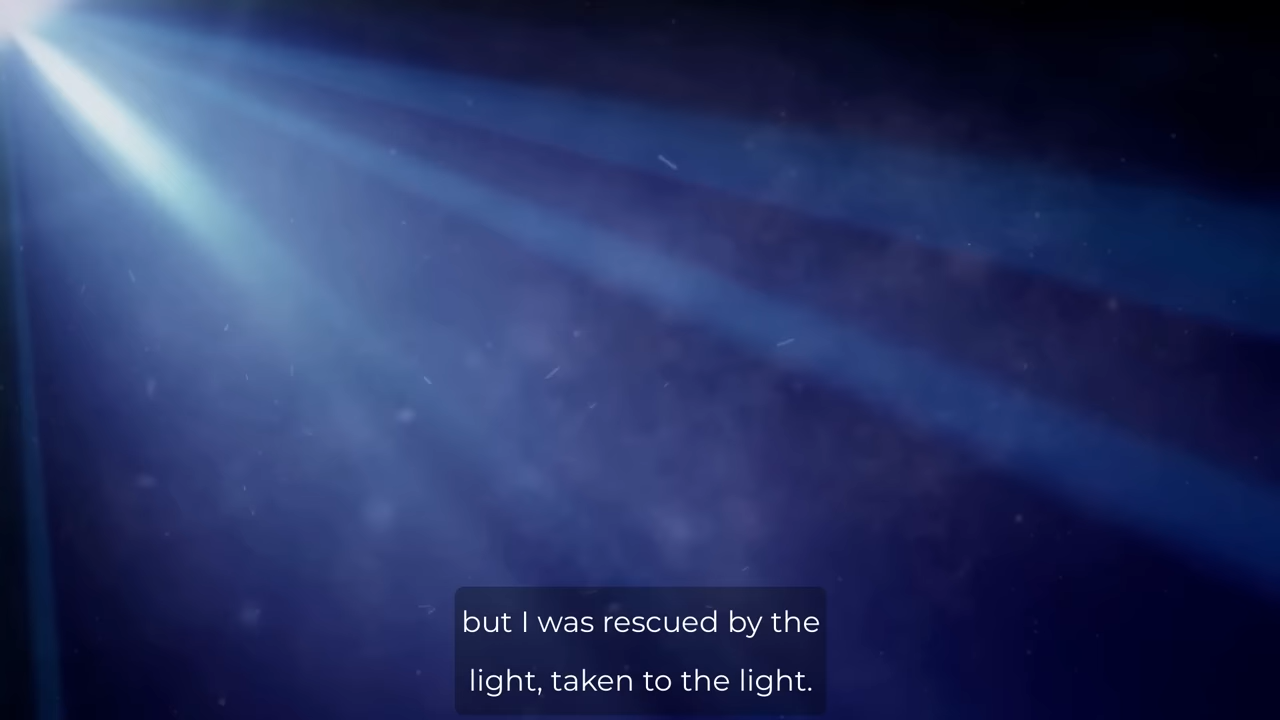 but I was rescued by the
light, taken to the light.